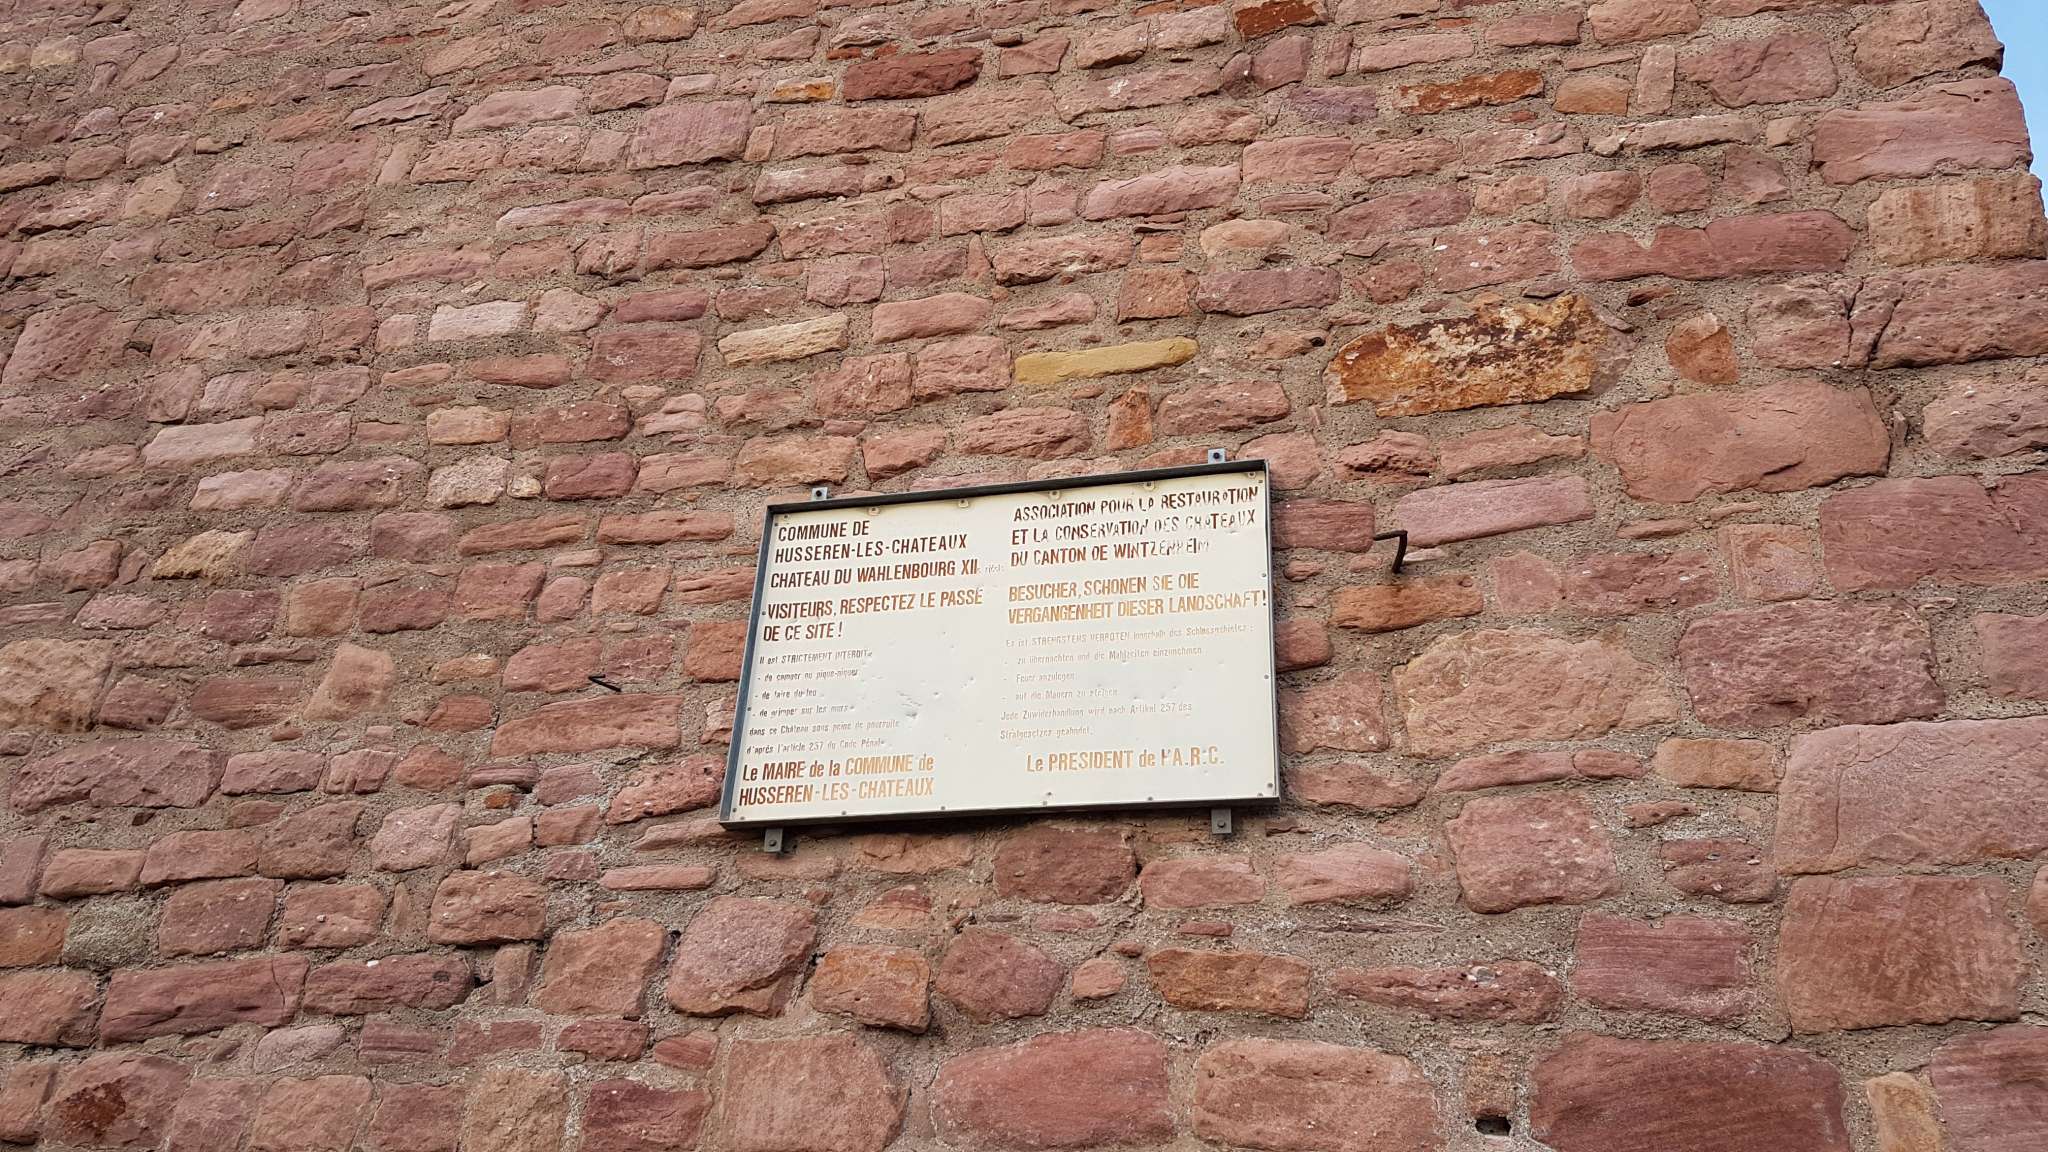 COMMUNE DE
HUSSEREN-LES-CHATEAUX
CHATEAU DU WAHLENBOURG XII siècle
VISITEURS, RESPECTEZ LE PASSÉ
DE CE SITE !
Il est STRICTEMENT INTERDIT:
- de camper ou pique-niquer
- de faire du feu
- de grimper sur les murs
dans ce Château sous peine de poursuite
d'après l'article 257 du Code Pénal.
Le MAIRE de la COMMUNE de
HUSSEREN-LES-CHATEAUX
ASSOCIATION POUR LA RESTAURATION
ET LA CONSERVATION DES CHATEAUX
DU CANTON DE WINTZENHEIM
BESUCHER, SCHONEN SIE DIE
VERGANGENHEIT DIESER LANDSCHAFT!
Es ist STRENGSTENS VERBOTEN innerhalb des Schlossgebietes :
- zu übernachten und die Mahlzeiten einzunehmen
- Feuer anzulegen
- auf die Mauern zu steigen
Jede Zuwiderhandlung wird nach Artikel 257 des
Strafgesetzes geahndet.
Le PRESIDENT de l'A.R.C.